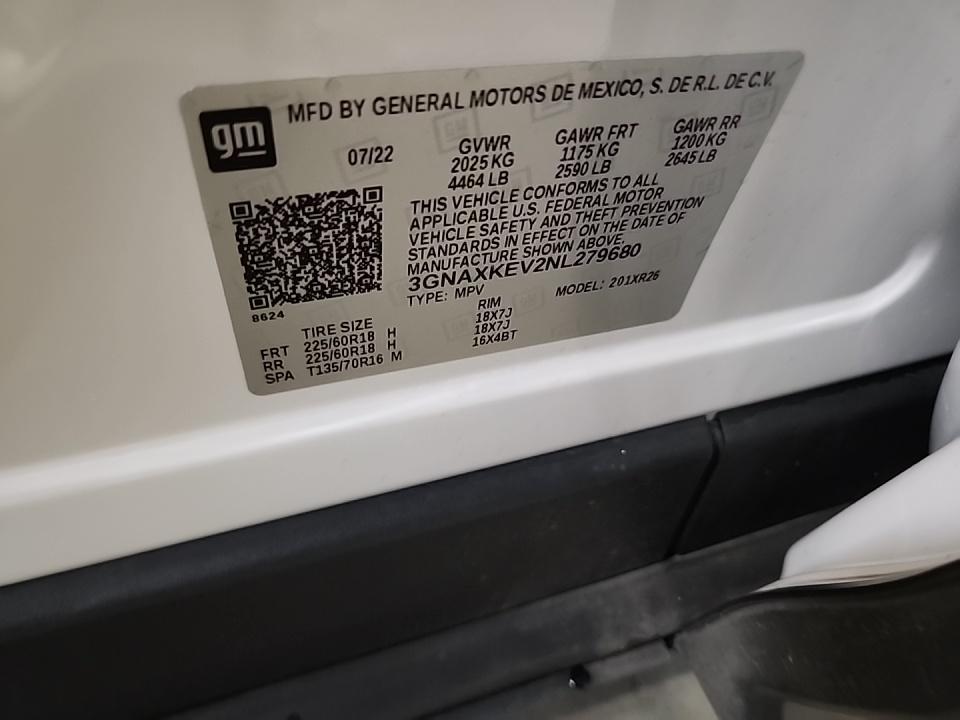 gm
MFD BY GENERAL MOTORS DE MEXICO, S. DE R.L. DE C.V.
07/22
GVWR GAWR FRT GAWR RR
2025 KG 1175 KG 1200 KG
4464 LB 2590 LB 2645 LB
THIS VEHICLE CONFORMS TO ALL
APPLICABLE U.S. FEDERAL MOTOR
VEHICLE SAFETY AND THEFT PREVENTION
STANDARDS IN EFFECT ON THE DATE OF
MANUFACTURE SHOWN ABOVE.
3GNAXKEV2NL279680
TYPE: MPV MODEL: 201XR26
8624
TIRE SIZE RIM
FRT 225/60R18 H 18X7J
RR 225/60R18 H 18X7J
SPA T135/70R16 M 16X4BT